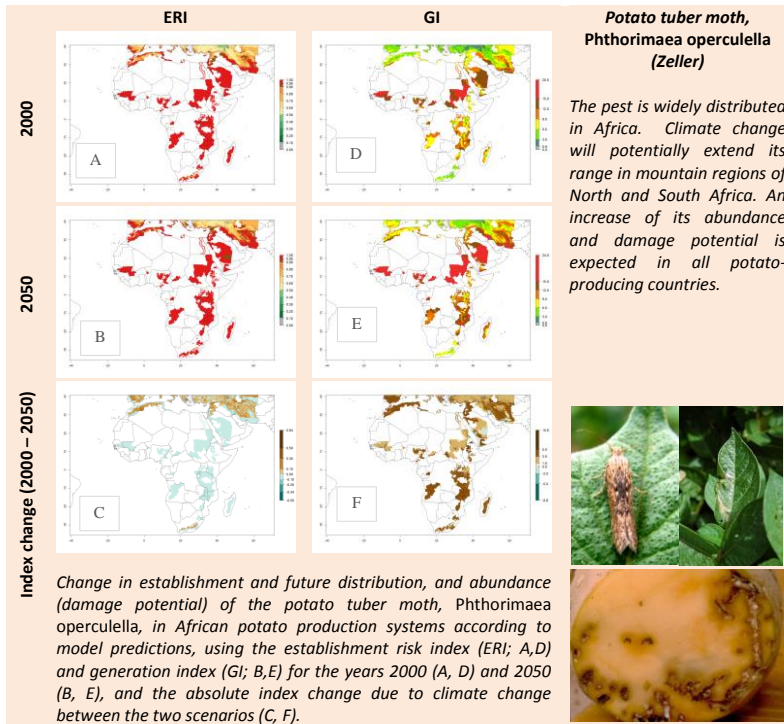 ERI
GI
2000
A
D
2050
B
E
Index change (2000 – 2050)
C
F
Change in establishment and future distribution, and abundance
(damage potential) of the potato tuber moth, Phthorimaea
operculella, in African potato production systems according to
model predictions, using the establishment risk index (ERI; A,D)
and generation index (GI; B,E) for the years 2000 (A, D) and 2050
(B, E), and the absolute index change due to climate change
between the two scenarios (C, F).
Potato tuber moth,
Phthorimaea operculella
(Zeller)
The pest is widely distributed
in Africa. Climate change
will potentially extend its
range in mountain regions of
North and South Africa. An
increase of its abundance
and damage potential is
expected in all potato-
producing countries.